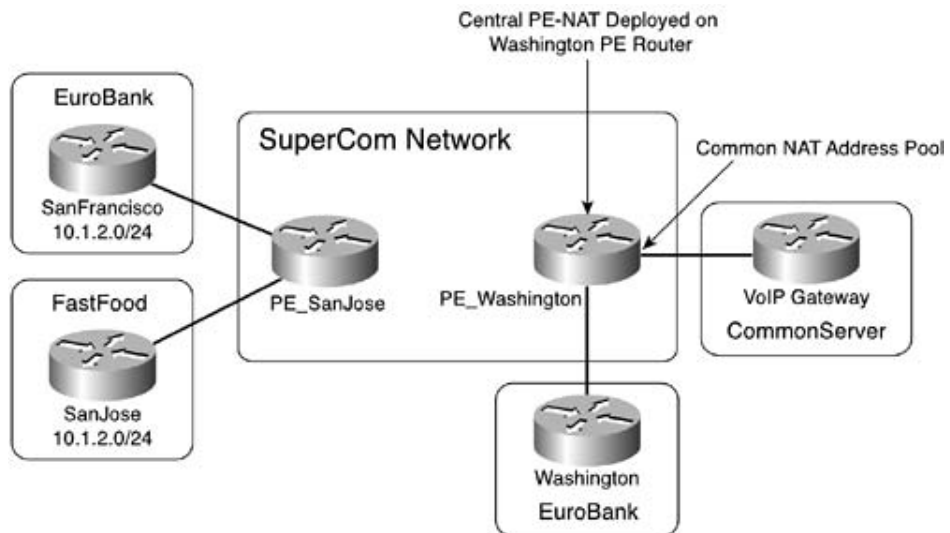 Central PE-NAT Deployed on
Washington PE Router
EuroBank
SanFrancisco
10.1.2.0/24
SuperCom Network
Common NAT Address Pool
FastFood
SanJose
10.1.2.0/24
PE_SanJose
PE_Washington
VoIP Gateway
CommonServer
Washington
EuroBank